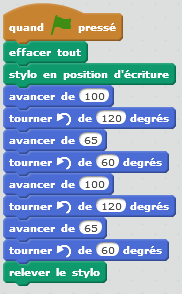 quand pressé
effacer tout
stylo en position d'écriture
avancer de 100
tourner 120 degrés
avancer de 65
tourner de 60 degrés
avancer de 100
tourner de 120 degrés
avancer de 65
tourner de 60 degrés
relever le stylo